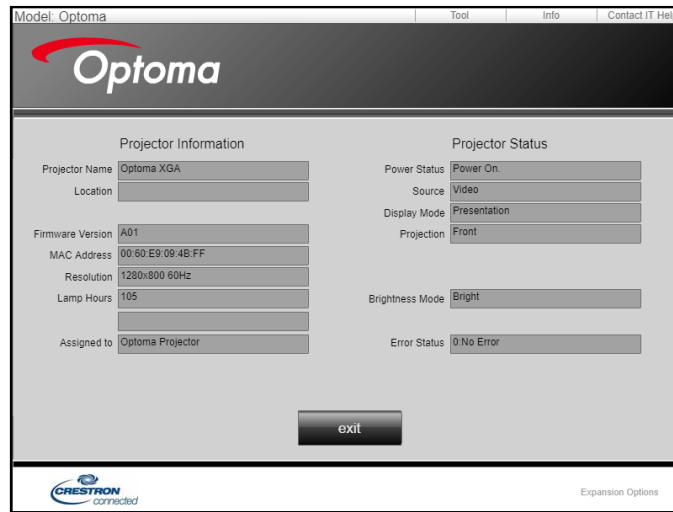 Model: Optoma
Tool Info Contact IT Hel
Optoma
Projector Information
Projector Status
Projector Name Optoma XGA
Power Status Power On.
Location
Source Video
Display Mode Presentation
Firmware Version A01
Projection Front
MAC Address 00:60:E9:09:4B:FF
Resolution 1280x800 60Hz
Lamp Hours 105
Brightness Mode Bright
Assigned to Optoma Projector
Error Status 0:No Error
exit
CRESTRON
connected
Expansion Options